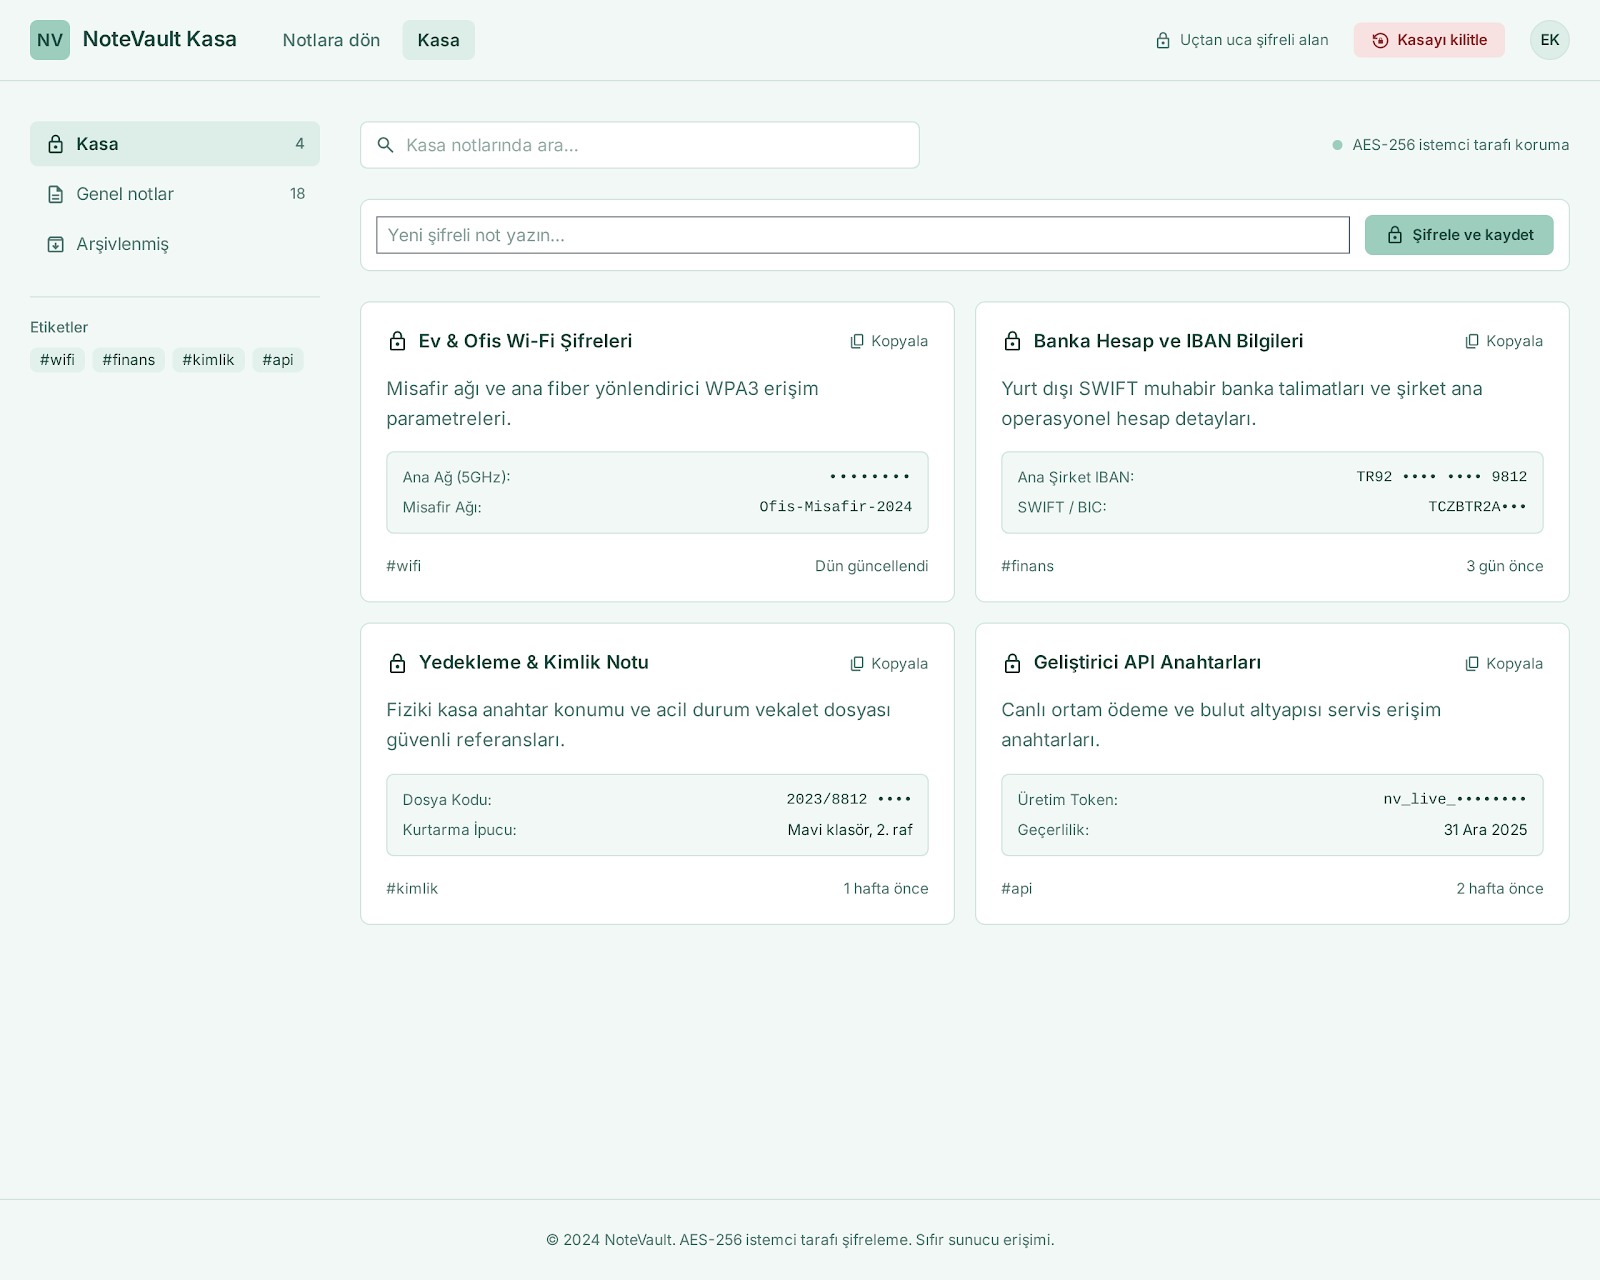 NV NoteVault Kasa Notlara dön Kasa Uçtan uca şifreli alan Kasayı kilitle EK
Kasa 4
Genel notlar 18
Arşivlenmiş
Etiketler
#wifi #finans #kimlik #api
Kasa notlarında ara...
AES-256 istemci tarafı koruma
Yeni şifreli not yazın...
Şifrele ve kaydet
Ev & Ofis Wi-Fi Şifreleri Kopyala
Misafir ağı ve ana fiber yönlendirici WPA3 erişim
parametreleri.
Ana Ağ (5GHz): ••••••••
Misafir Ağı: Ofis-Misafir-2024
#wifi Dün güncellendi
Banka Hesap ve IBAN Bilgileri Kopyala
Yurt dışı SWIFT muhabir banka talimatları ve şirket ana
operasyonel hesap detayları.
Ana Şirket IBAN: TR92 •••• •••• 9812
SWIFT / BIC: TCZBTR2A•••
#finans 3 gün önce
Yedekleme & Kimlik Notu Kopyala
Fiziki kasa anahtar konumu ve acil durum vekalet dosyası
güvenli referansları.
Dosya Kodu: 2023/8812 ••••
Kurtarma İpucu: Mavi klasör, 2. raf
#kimlik 1 hafta önce
Geliştirici API Anahtarları Kopyala
Canlı ortam ödeme ve bulut altyapısı servis erişim
anahtarları.
Üretim Token: nv_live_••••••••
Geçerlilik: 31 Ara 2025
#api 2 hafta önce
© 2024 NoteVault. AES-256 istemci tarafı şifreleme. Sıfır sunucu erişimi.